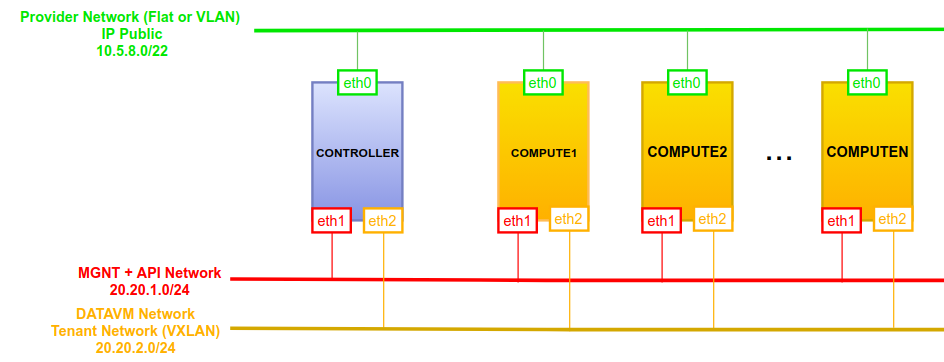 Provider Network (Flat or VLAN)
IP Public
10.5.8.0/22
eth0
eth0
eth0
eth0
CONTROLLER
COMPUTE1
COMPUTE2
...
COMPUTEN
eth1
eth2
eth1
eth2
eth1
eth2
eth1
eth2
MGNT + API Network
20.20.1.0/24
DATAVM Network
Tenant Network (VXLAN)
20.20.2.0/24